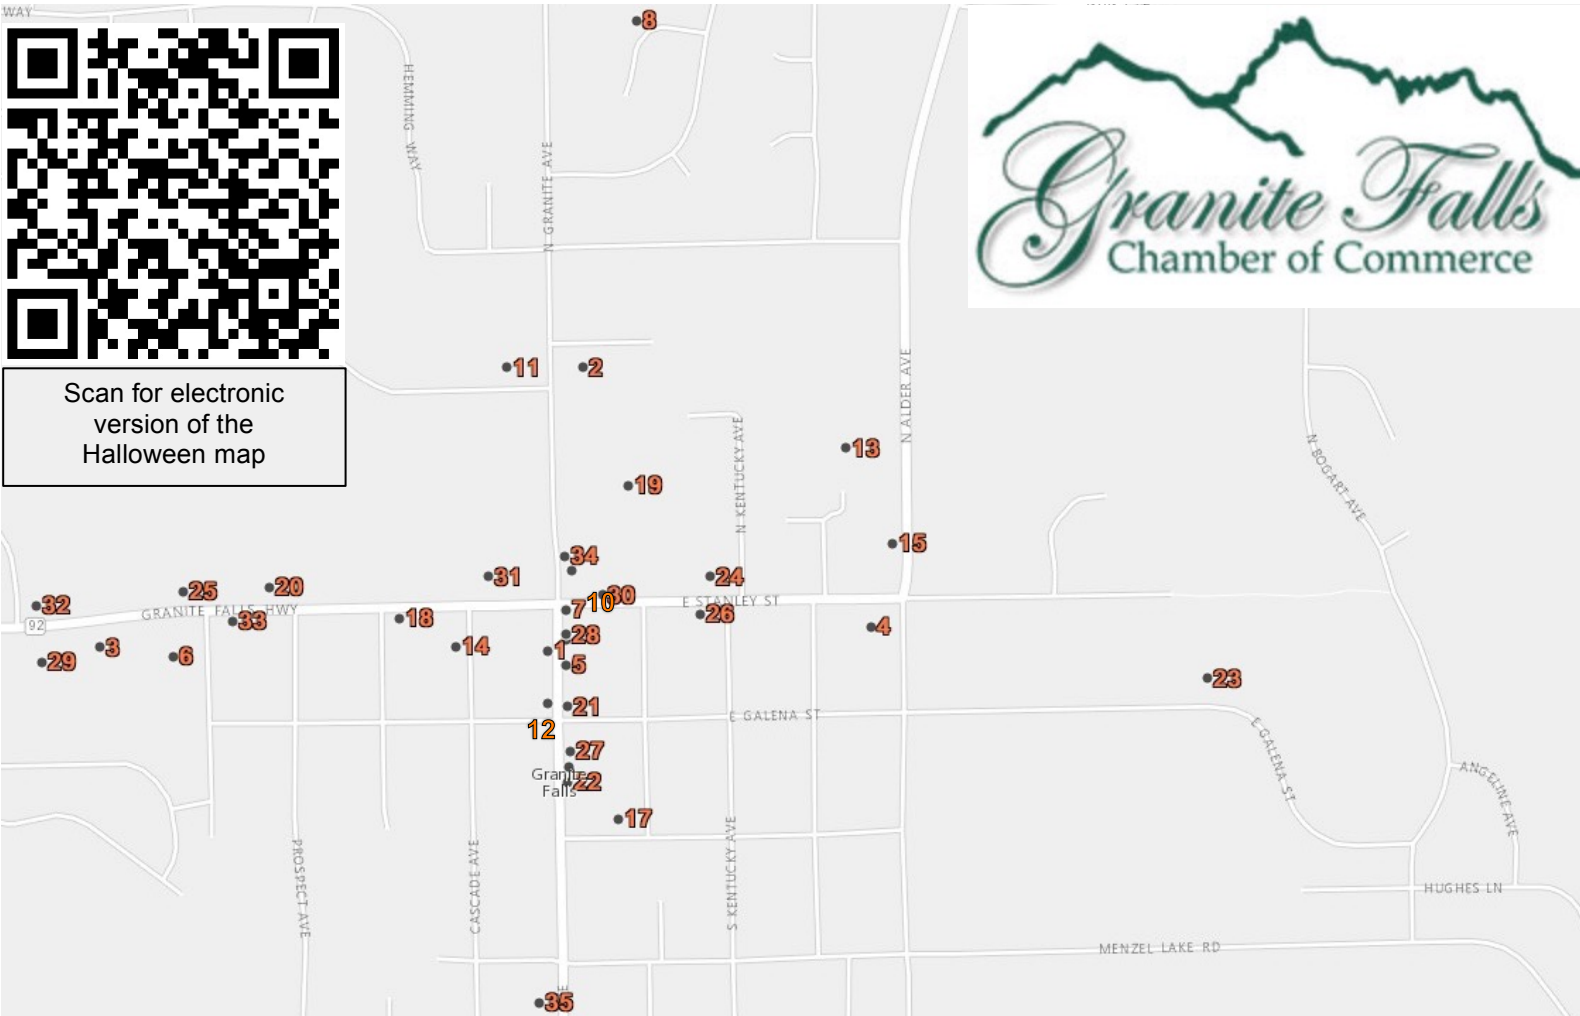 WAY
8
HEMMING WAY
N GRANITE AVE
Granite Falls
Chamber of Commerce
Scan for electronic
version of the
Halloween map
11
2
N ALDER AVE
13
N KENTUCKY AVE
N BOGART AVE
19
15
34
31
24
25
20
30
10
32
GRANITE FALLS HWY
7
E STANLEY ST
26
33
18
92
28
4
3
14
1
29
6
5
23
21
E GALENA ST
12
E GALENA ST
27
Granite
Falls
22
ANGELINE AVE
17
PROSPECT AVE
CASCADE AVE
S KENTUCKY AVE
HUGHES LN
MENZEL LAKE RD
35
E